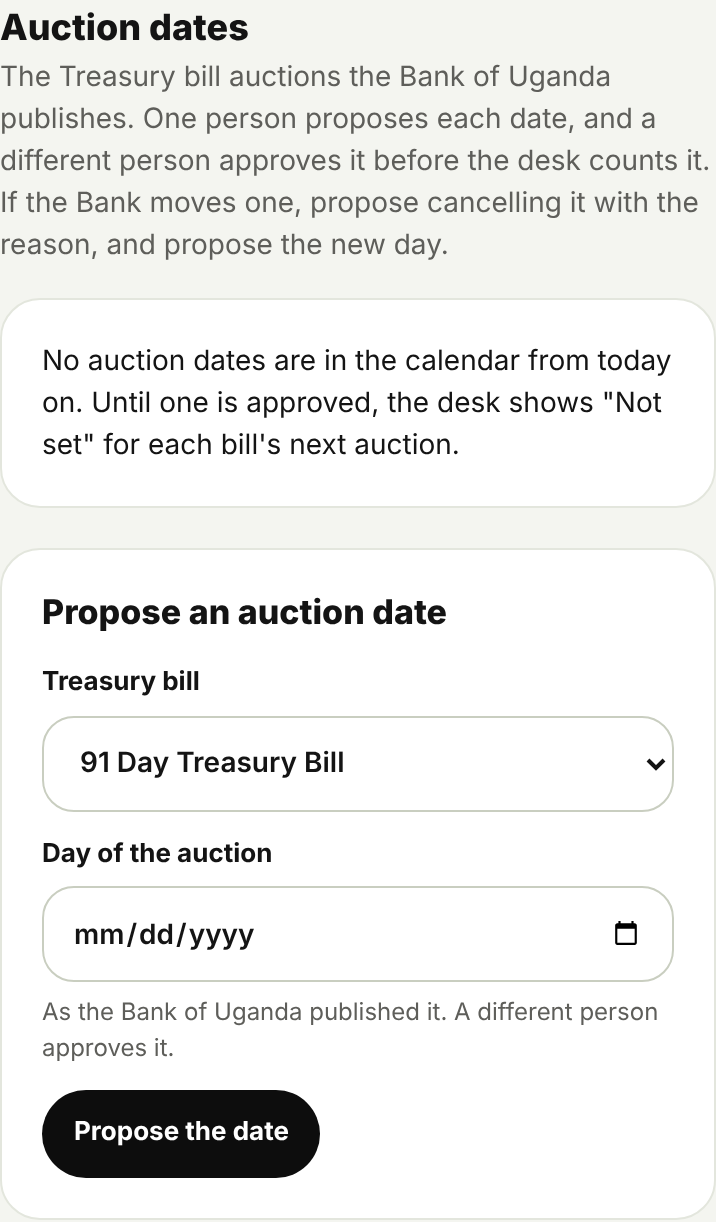 Auction dates
The Treasury bill auctions the Bank of Uganda
publishes. One person proposes each date, and a
different person approves it before the desk counts it.
If the Bank moves one, propose cancelling it with the
reason, and propose the new day.
No auction dates are in the calendar from today
on. Until one is approved, the desk shows "Not
set" for each bill's next auction.
Propose an auction date
Treasury bill
91 Day Treasury Bill
Day of the auction
mm/dd/yyyy
As the Bank of Uganda published it. A different person
approves it.
Propose the date